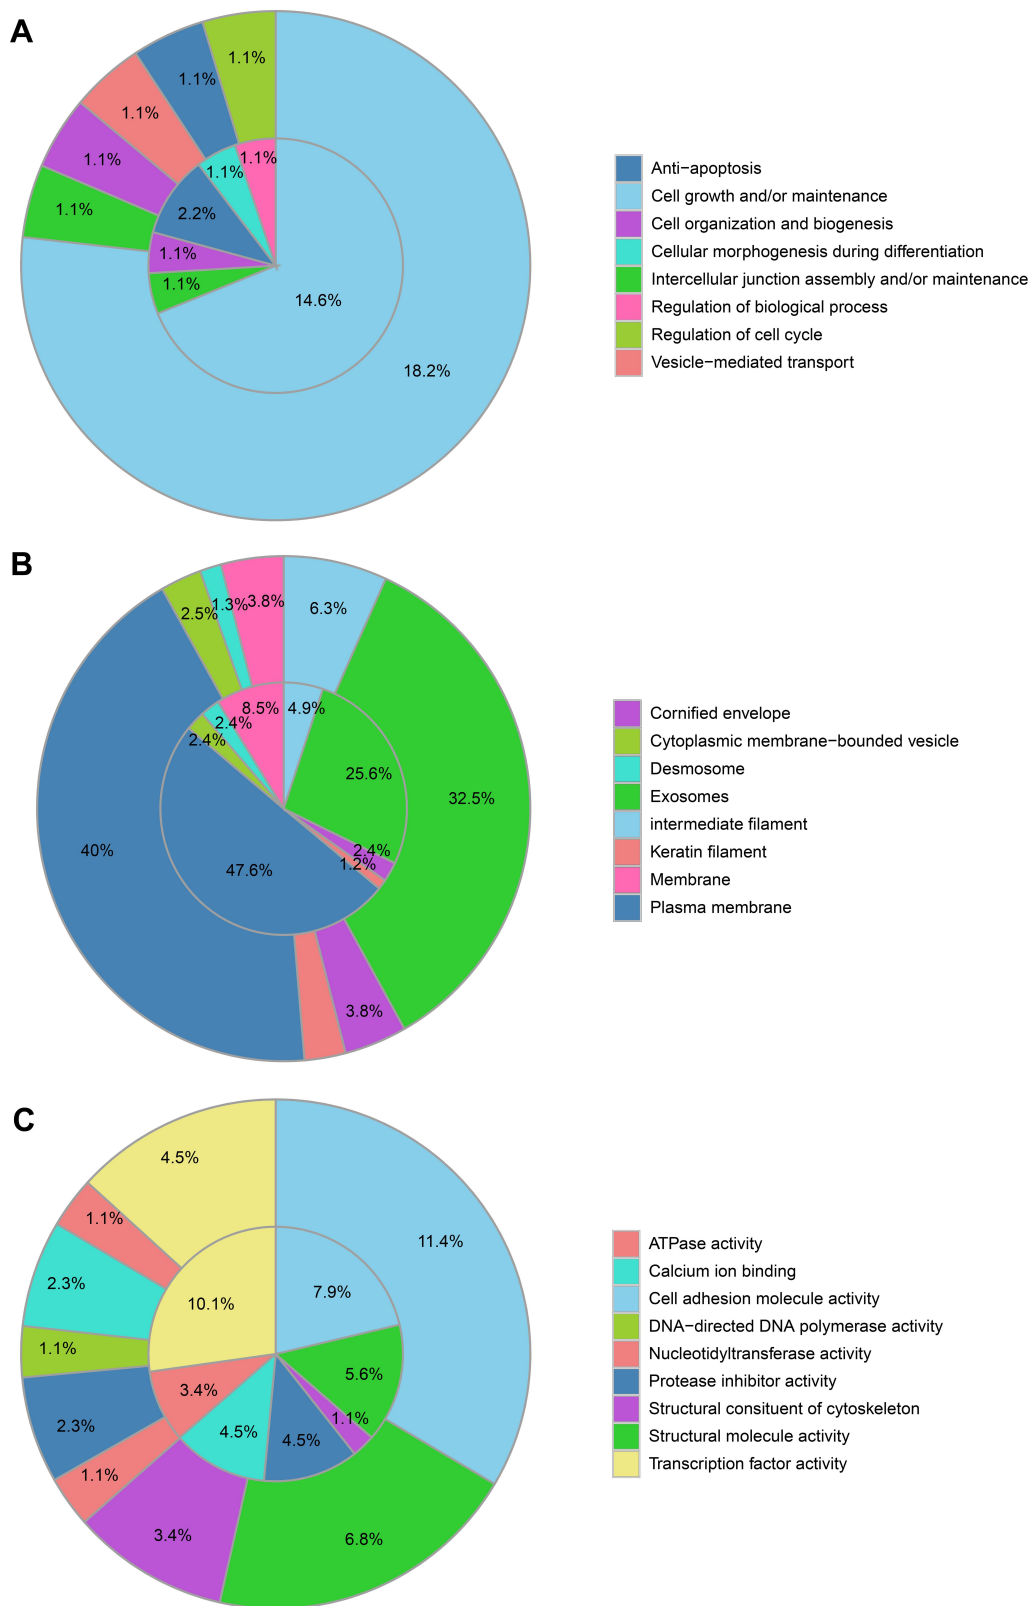 A
1.1%
1.1%
1.1%
1.1%
1.1%
1.1%
1.1%
2.2%
1.1%
1.1%
14.6%
18.2%
Anti−apoptosis
Cell growth and/or maintenance
Cell organization and biogenesis
Cellular morphogenesis during differentiation
Intercellular junction assembly and/or maintenance
Regulation of biological process
Regulation of cell cycle
Vesicle−mediated transport
B
2.5%
1.3%
3.8%
6.3%
8.5%
4.9%
2.4%
2.4%
25.6%
32.5%
2.4%
1.2%
40%
47.6%
3.8%
Cornified envelope
Cytoplasmic membrane−bounded vesicle
Desmosome
Exosomes
intermediate filament
Keratin filament
Membrane
Plasma membrane
C
4.5%
1.1%
11.4%
2.3%
7.9%
10.1%
1.1%
5.6%
3.4%
1.1%
2.3%
4.5%
4.5%
1.1%
3.4%
6.8%
ATPase activity
Calcium ion binding
Cell adhesion molecule activity
DNA−directed DNA polymerase activity
Nucleotidyltransferase activity
Protease inhibitor activity
Structural consituent of cytoskeleton
Structural molecule activity
Transcription factor activity